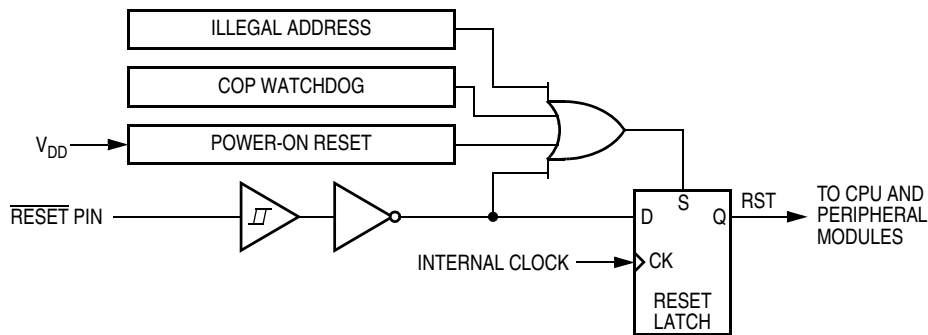 ILLEGAL ADDRESS
COP WATCHDOG
V_DD
POWER-ON RESET
RESET PIN
D
S
Q
RST
TO CPU AND
PERIPHERAL
MODULES
INTERNAL CLOCK
CK
RESET
LATCH